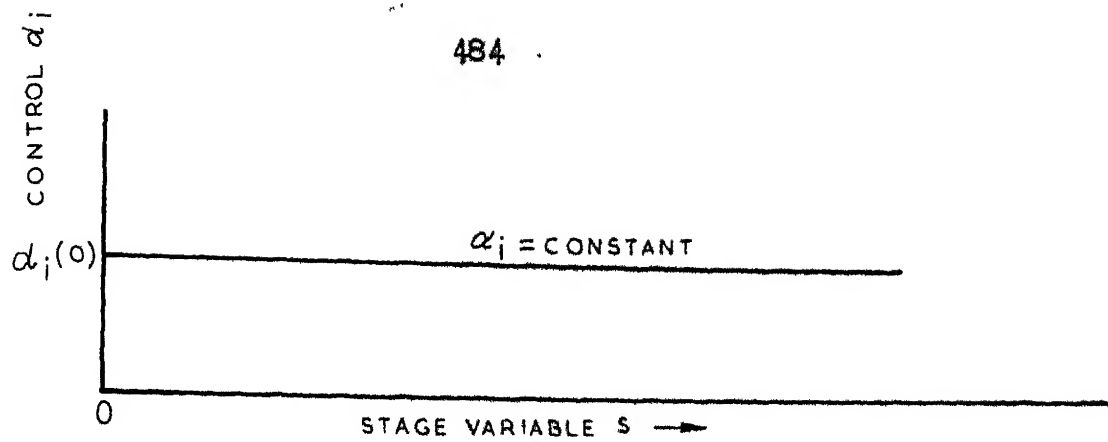 484
CONTROL αi
αi(0)
αi = CONSTANT
0
STAGE VARIABLE S →